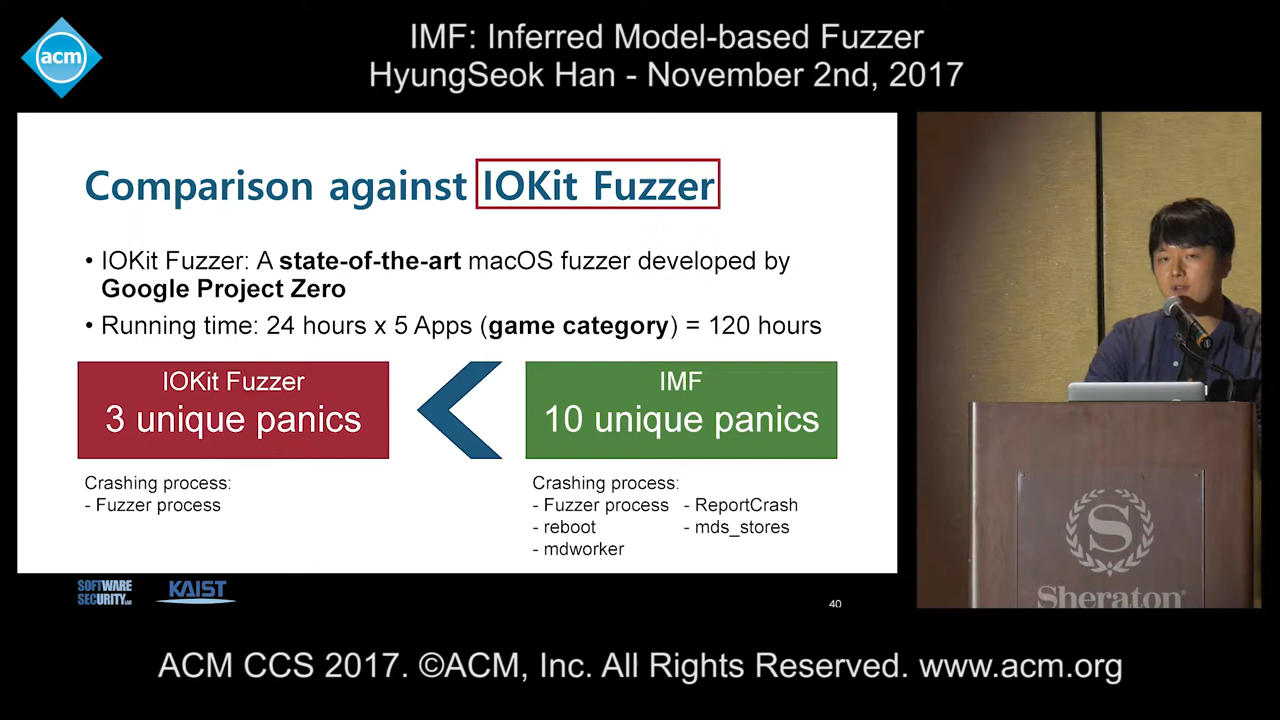 acm
IMF: Inferred Model-based Fuzzer
HyungSeok Han - November 2nd, 2017
Comparison against IOKit Fuzzer
• IOKit Fuzzer: A state-of-the-art macOS fuzzer developed by
Google Project Zero
• Running time: 24 hours x 5 Apps (game category) = 120 hours
IOKit Fuzzer
3 unique panics
IMF
10 unique panics
Crashing process:
- Fuzzer process
Crashing process:
- Fuzzer process - ReportCrash
- reboot - mds_stores
- mdworker
SOFTWARE
SECURITY LAB
KAIST
40
S
Sheraton
ACM CCS 2017. ©ACM, Inc. All Rights Reserved. www.acm.org